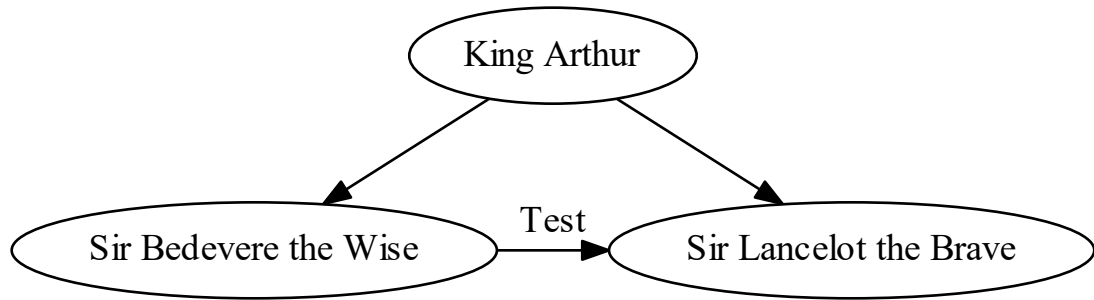 King Arthur
Test
Sir Bedevere the Wise
Sir Lancelot the Brave